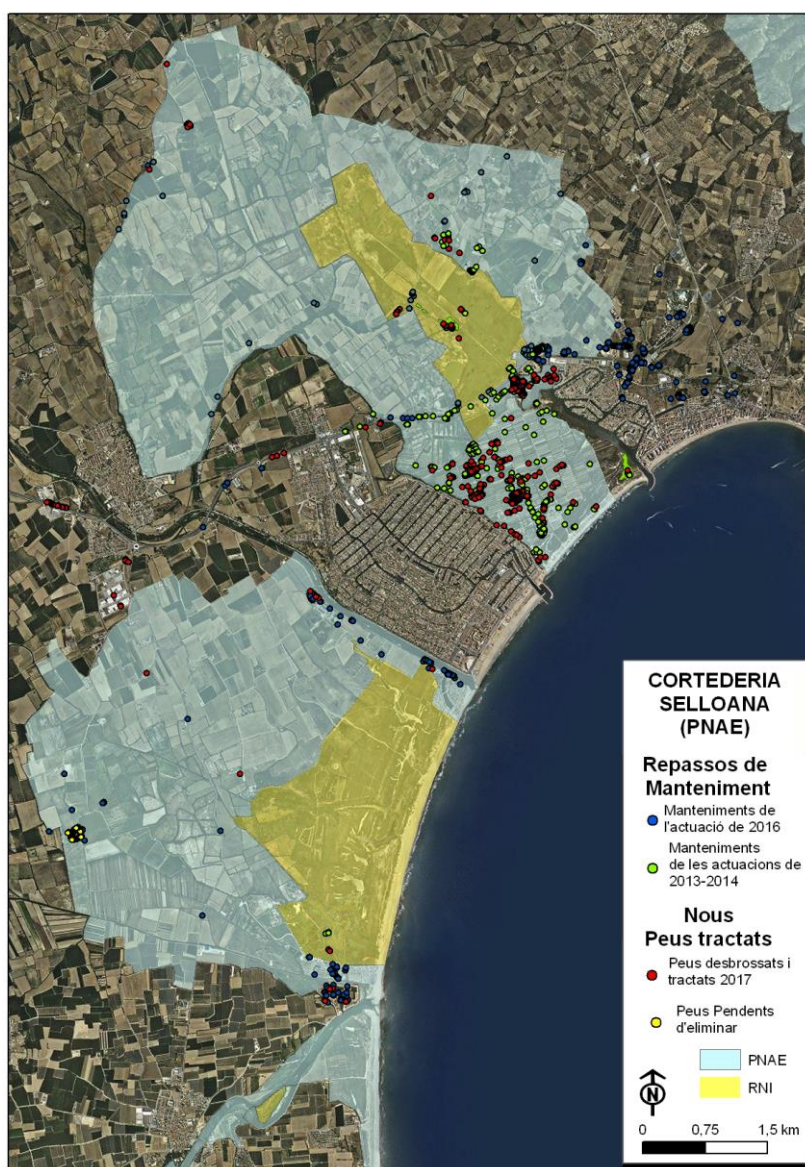 CORTEDERIA
SELLOANA
(PNAE)
Repassos de
Manteniment
Manteniments de
l'actuació de 2016
Manteniments
de les actuacions de
2013-2014
Nous
Peus tractats
Peus desbrossats i
tractats 2017
Peus Pendents
d'eliminar
PNAE
RNI
N
0 0,75 1,5 km